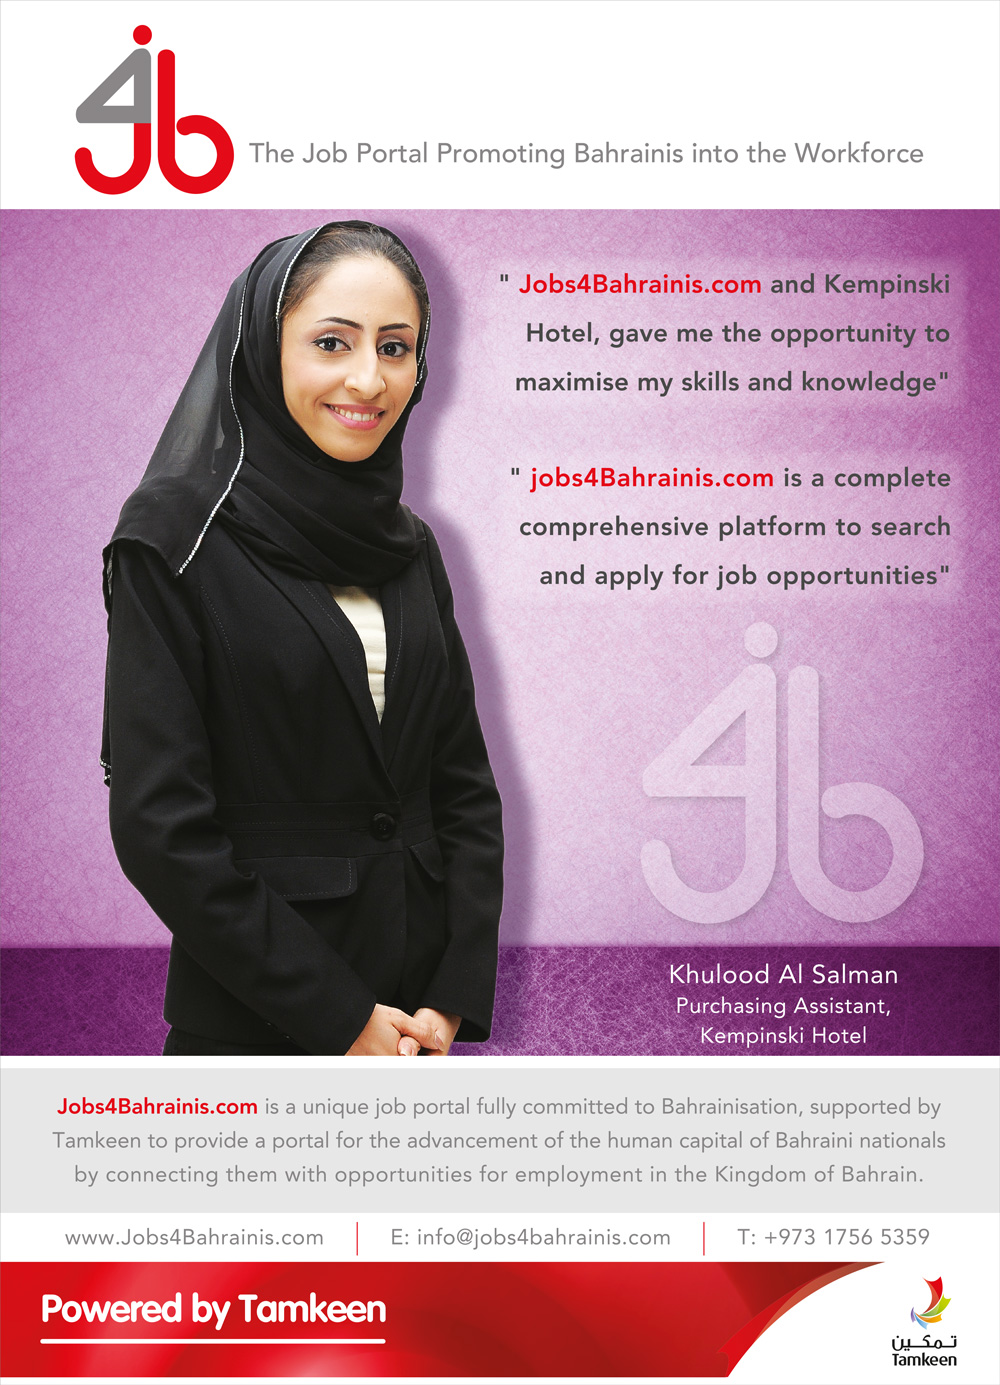 j4b
The Job Portal Promoting Bahrainis into the Workforce
" Jobs4Bahrainis.com and Kempinski
Hotel, gave me the opportunity to
maximise my skills and knowledge"
" jobs4Bahrainis.com is a complete
comprehensive platform to search
and apply for job opportunities"
j4b
Khulood Al Salman
Purchasing Assistant,
Kempinski Hotel
Jobs4Bahrainis.com is a unique job portal fully committed to Bahrainisation, supported by
Tamkeen to provide a portal for the advancement of the human capital of Bahraini nationals
by connecting them with opportunities for employment in the Kingdom of Bahrain.
www.Jobs4Bahrainis.com | E: info@jobs4bahrainis.com | T: +973 1756 5359
Powered by Tamkeen
تمكين
Tamkeen